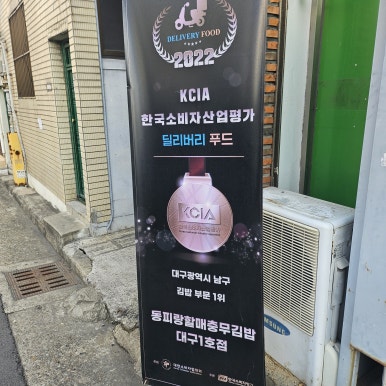 DELIVERY FOOD
2022
KCIA
한국소비자산업평가
딜리버리 푸드
KCIA
대구광역시 남구
김밥 부문 1위
동피랑할매충무김밥
대구1호점
SAMSUNG